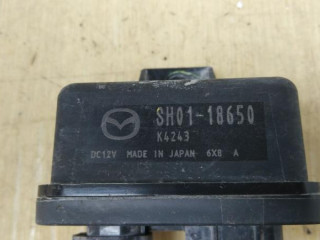 SH01-18650
K4243
DC12V MADE IN JAPAN 6X8 A